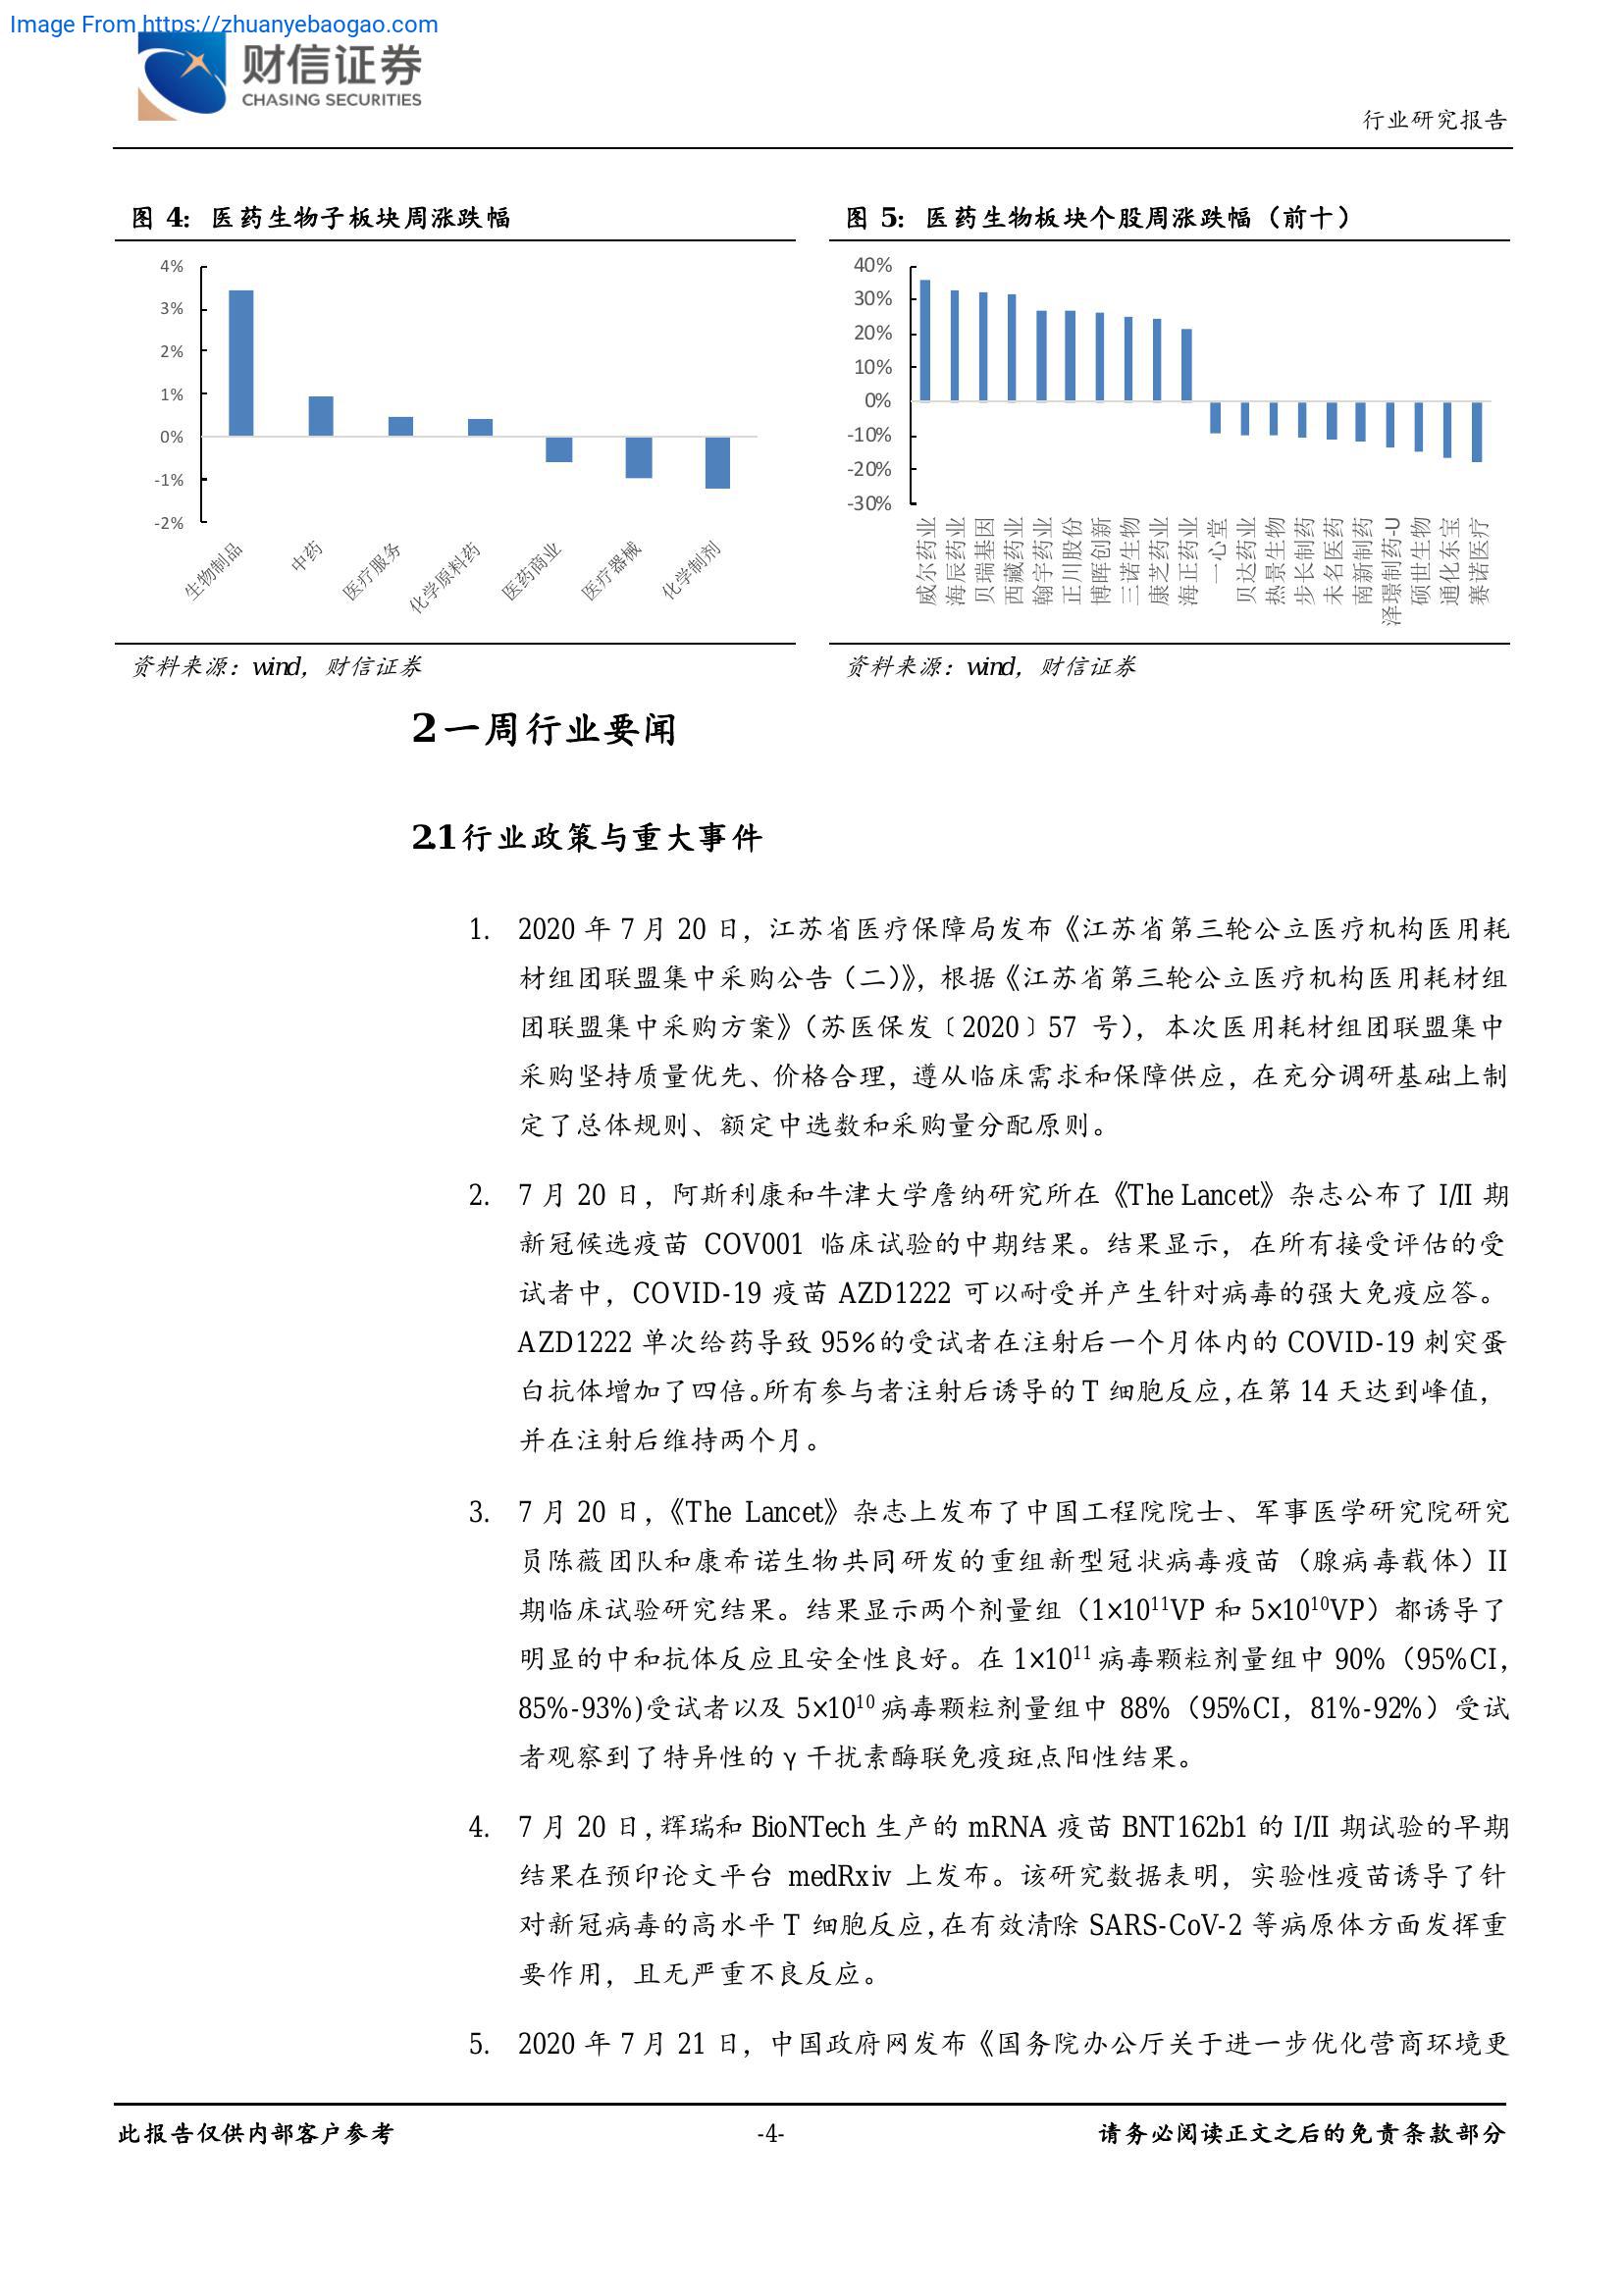 Image From https://zhuanyebaogao.com
财信证券
CHASING SECURITIES
行业研究报告
图 4: 医药生物子板块周涨跌幅
4%
3%
2%
1%
0%
-1%
-2%
生物制品
中药
医疗服务
化学原料药
医药商业
医疗器械
化学制剂
资料来源：wind，财信证券
图 5: 医药生物板块个股周涨跌幅（前十）
40%
30%
20%
10%
0%
-10%
-20%
-30%
威尔药业
海辰药业
贝瑞基因
西藏药业
翰宇药业
正川股份
博晖创新
三诺生物
康芝药业
海正药业
一心堂
贝达药业
热景生物
步长制药
未名医药
南新制药
泽璟制药-U
硕世生物
通化东宝
赛诺医疗
资料来源：wind，财信证券
2 一周行业要闻
2.1 行业政策与重大事件
1. 2020 年 7 月 20 日，江苏省医疗保障局发布《江苏省第三轮公立医疗机构医用耗
材组团联盟集中采购公告（二）》，根据《江苏省第三轮公立医疗机构医用耗材组
团联盟集中采购方案》（苏医保发〔2020〕57 号），本次医用耗材组团联盟集中
采购坚持质量优先、价格合理，遵从临床需求和保障供应，在充分调研基础上制
定了总体规则、额定中选数和采购量分配原则。
2. 7 月 20 日，阿斯利康和牛津大学詹纳研究所在《The Lancet》杂志公布了 I/II 期
新冠候选疫苗 COV001 临床试验的中期结果。结果显示，在所有接受评估的受
试者中，COVID-19 疫苗 AZD1222 可以耐受并产生针对病毒的强大免疫应答。
AZD1222 单次给药导致 95%的受试者在注射后一个月体内的 COVID-19 刺突蛋
白抗体增加了四倍。所有参与者注射后诱导的 T 细胞反应，在第 14 天达到峰值，
并在注射后维持两个月。
3. 7 月 20 日，《The Lancet》杂志上发布了中国工程院院士、军事医学研究院研究
员陈薇团队和康希诺生物共同研发的重组新型冠状病毒疫苗（腺病毒载体）II
期临床试验研究结果。结果显示两个剂量组（1×10¹¹VP 和 5×10¹⁰VP）都诱导了
明显的中和抗体反应且安全性良好。在 1×10¹¹ 病毒颗粒剂量组中 90%（95%CI，
85%-93%)受试者以及 5×10¹⁰ 病毒颗粒剂量组中 88%（95%CI，81%-92%）受试
者观察到了特异性的 γ 干扰素酶联免疫斑点阳性结果。
4. 7 月 20 日，辉瑞和 BioNTech 生产的 mRNA 疫苗 BNT162b1 的 I/II 期试验的早期
结果在预印论文平台 medRxiv 上发布。该研究数据表明，实验性疫苗诱导了针
对新冠病毒的高水平 T 细胞反应，在有效清除 SARS-CoV-2 等病原体方面发挥重
要作用，且无严重不良反应。
5. 2020 年 7 月 21 日，中国政府网发布《国务院办公厅关于进一步优化营商环境更
此报告仅供内部客户参考
-4-
请务必阅读正文之后的免责条款部分